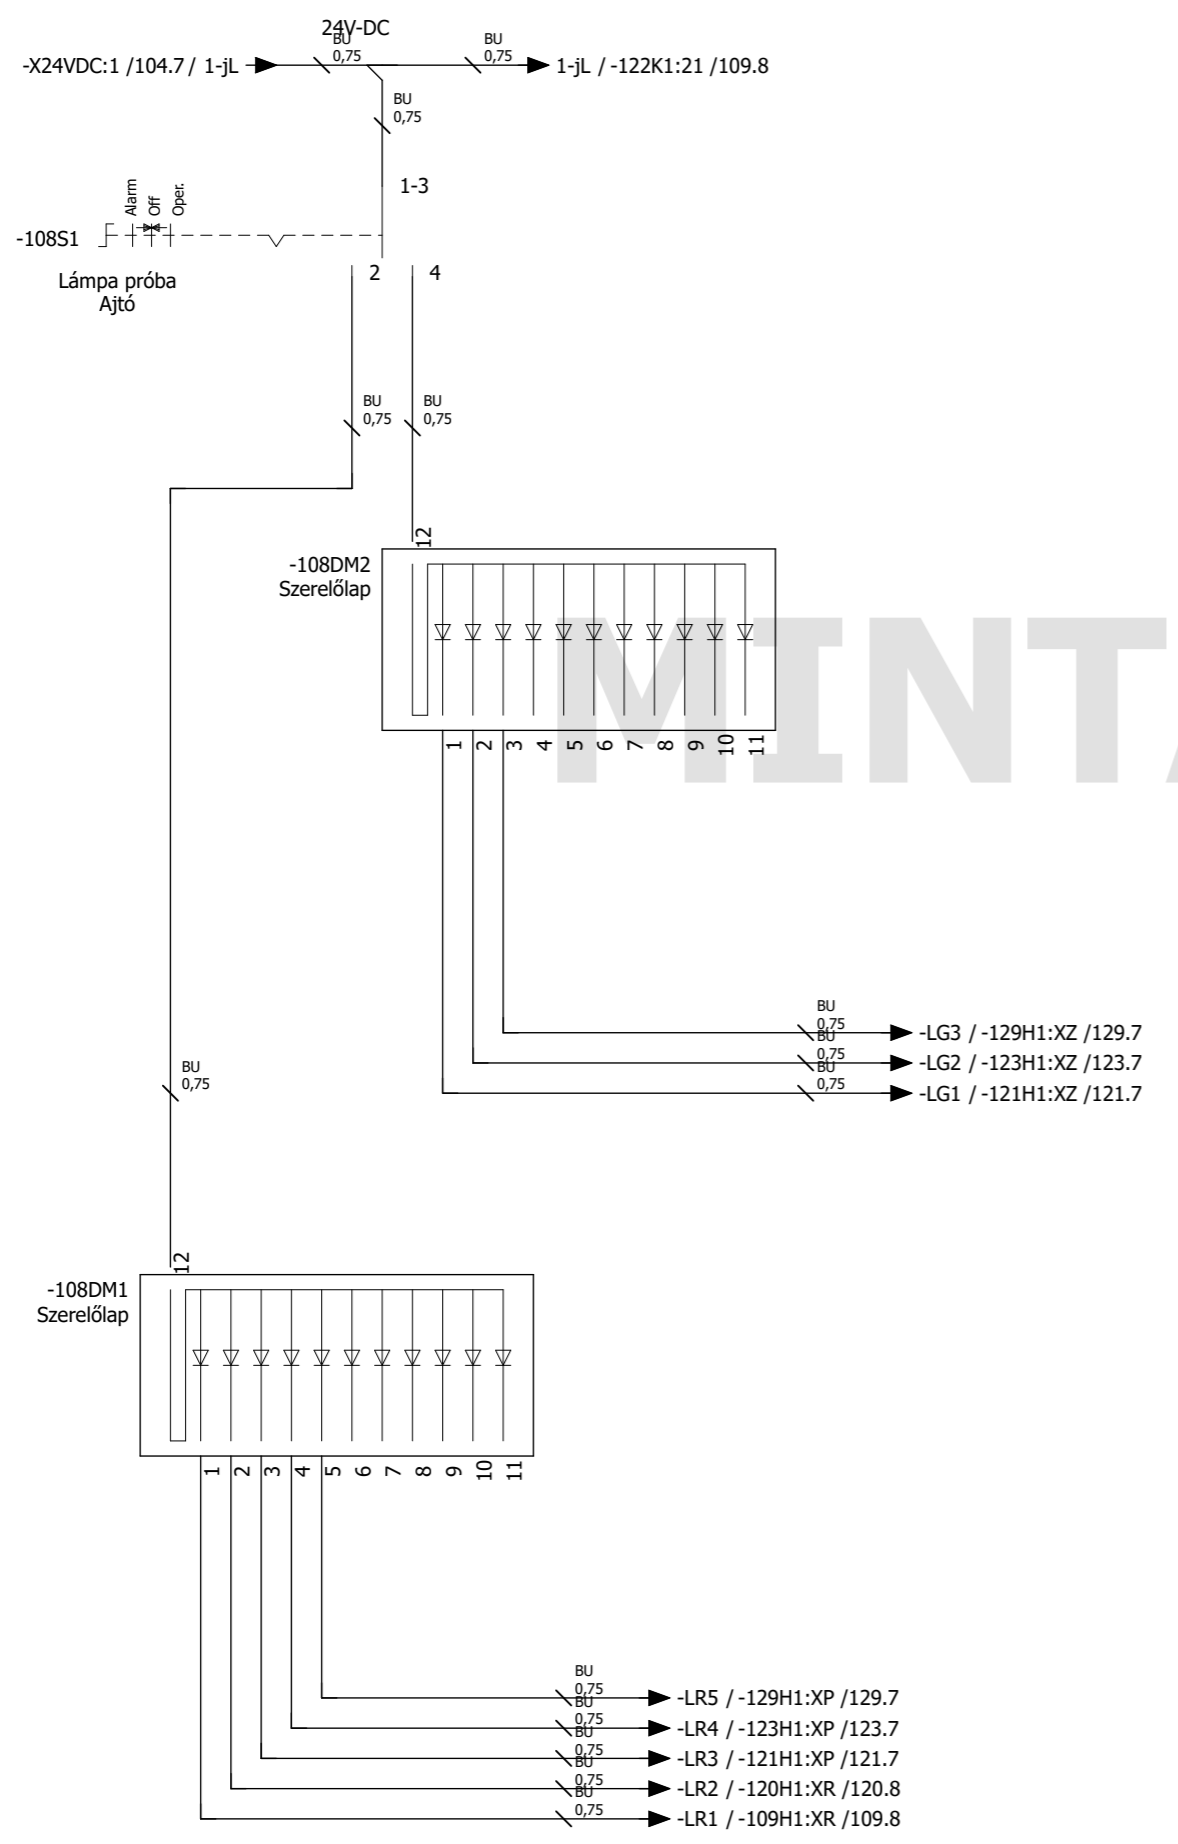 24V-DC
BU
0,75
BU
0,75
-X24VDC:1 /104.7 / 1-jL
1-jL / -122K1:21 /109.8
BU
0,75
1-3
Alarm
Off
Oper.
-108S1
Lámpa próba
Ajtó
2
4
BU
0,75
BU
0,75
12
-108DM2
Szerelőlap
MINTA
1 2 3 4 5 6 7 8 9 10 11
BU
0,75
-LG3 / -129H1:XZ /129.7
BU
0,75
-LG2 / -123H1:XZ /123.7
BU
0,75
-LG1 / -121H1:XZ /121.7
BU
0,75
12
-108DM1
Szerelőlap
1 2 3 4 5 6 7 8 9 10 11
BU
0,75
-LR5 / -129H1:XP /129.7
BU
0,75
-LR4 / -123H1:XP /123.7
BU
0,75
-LR3 / -121H1:XP /121.7
BU
0,75
-LR2 / -120H1:XR /120.8
BU
0,75
-LR1 / -109H1:XR /109.8